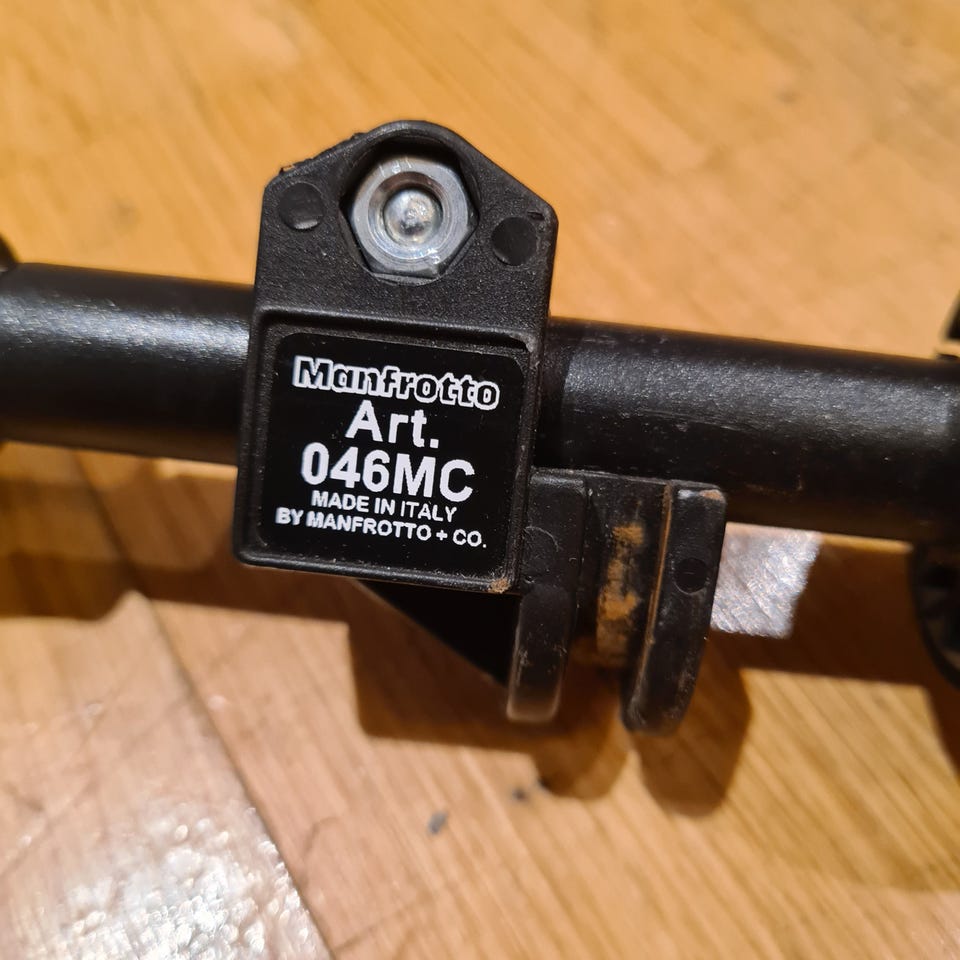 Manfrotto
Art.
046MC
MADE IN ITALY
BY MANFROTTO + CO.